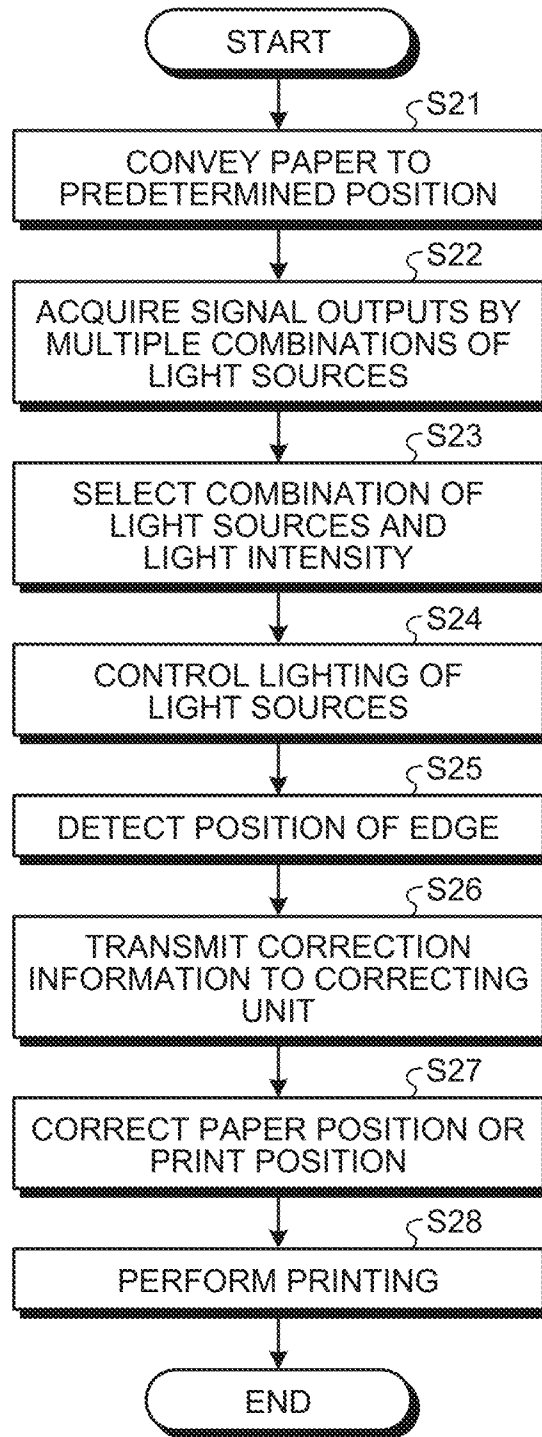 START
S21
CONVEY PAPER TO
PREDETERMINED POSITION
S22
ACQUIRE SIGNAL OUTPUTS BY
MULTIPLE COMBINATIONS OF
LIGHT SOURCES
S23
SELECT COMBINATION OF
LIGHT SOURCES AND
LIGHT INTENSITY
S24
CONTROL LIGHTING OF
LIGHT SOURCES
S25
DETECT POSITION OF EDGE
S26
TRANSMIT CORRECTION
INFORMATION TO CORRECTING
UNIT
S27
CORRECT PAPER POSITION OR
PRINT POSITION
S28
PERFORM PRINTING
END